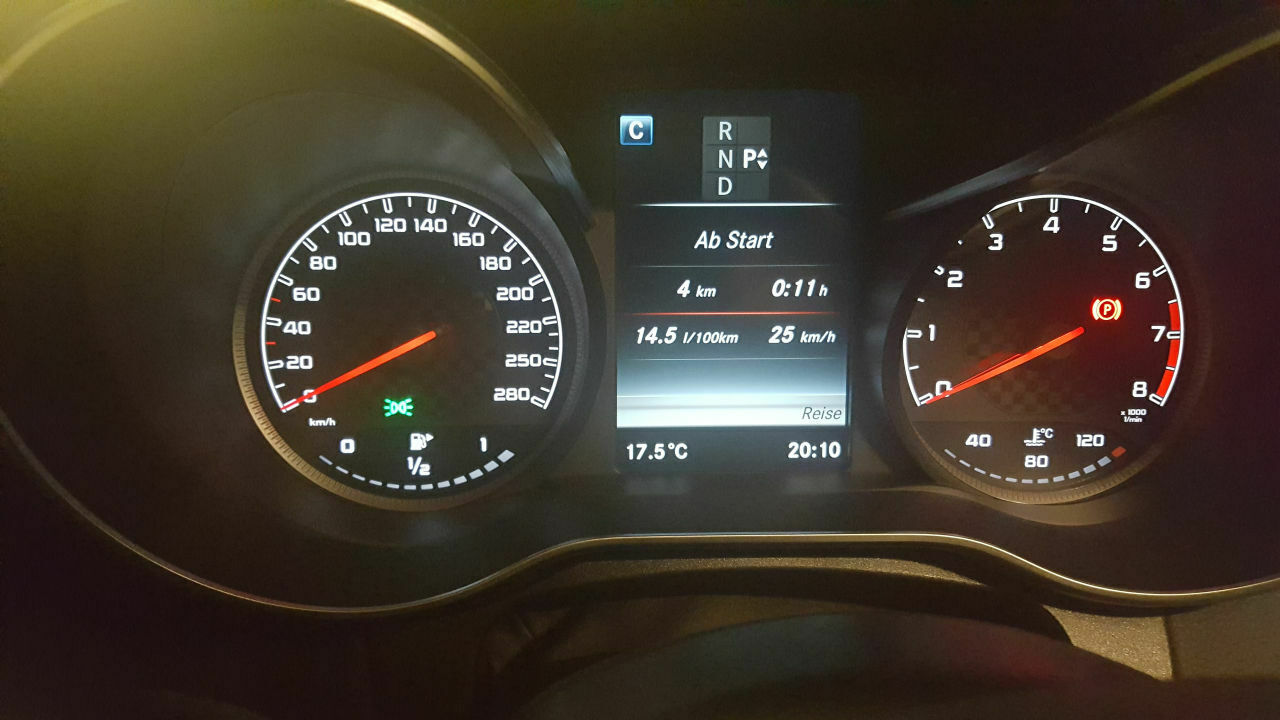 0 20 40 60 80 100 120 140 160 180 200 220 250 280
km/h
0 1/2 1
C
R
N P
D
Ab Start
4 km 0:11 h
14.5 l/100km 25 km/h
Reise
17.5°C 20:10
0 1 2 3 4 5 6 7 8
x 1000
1/min
P
°C
40 80 120